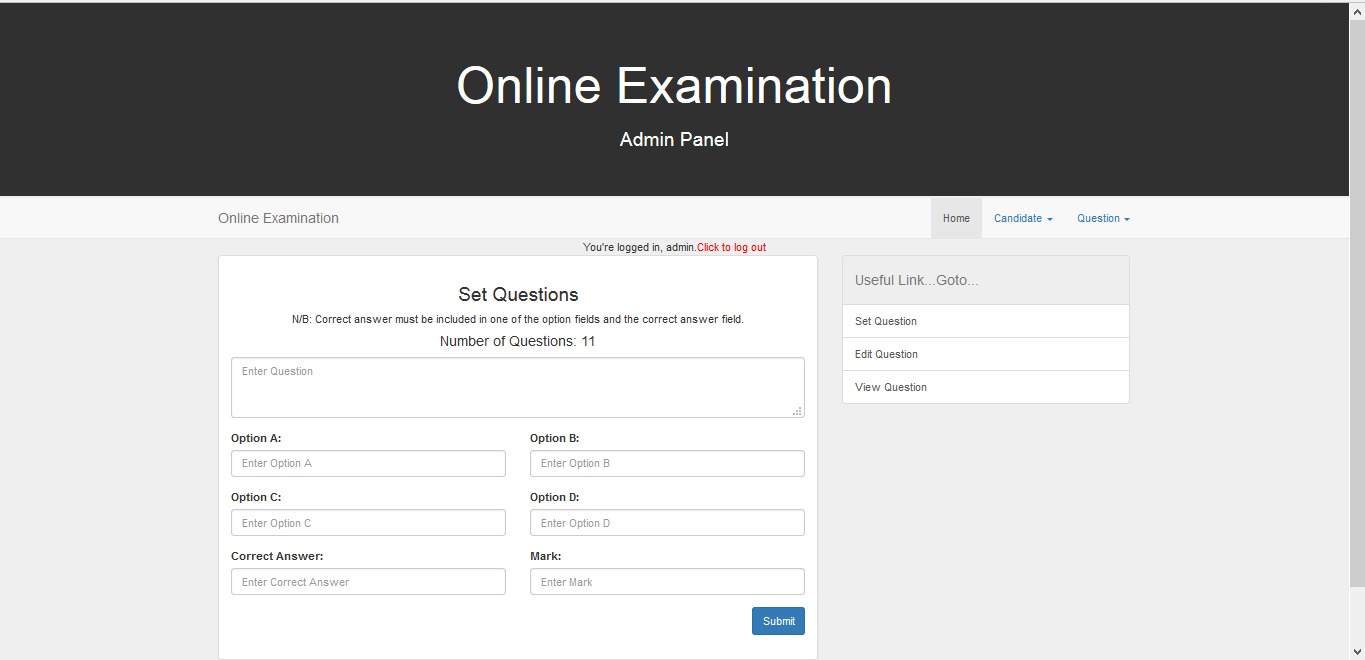 Online Examination
Admin Panel
Online Examination
Home
Candidate
Question
You're logged in, admin.Click to log out
Set Questions
N/B: Correct answer must be included in one of the option fields and the correct answer field.
Number of Questions: 11
Enter Question
Option A:
Option B:
Enter Option A
Enter Option B
Option C:
Option D:
Enter Option C
Enter Option D
Correct Answer:
Mark:
Enter Correct Answer
Enter Mark
Submit
Useful Link...Goto...
Set Question
Edit Question
View Question